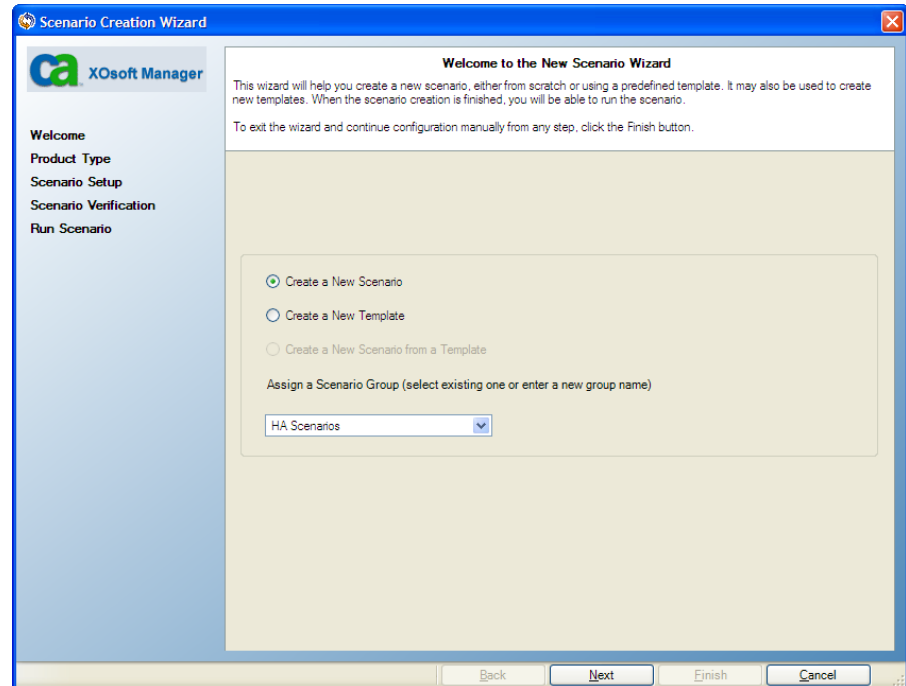 Scenario Creation Wizard
ca XOsoft Manager
Welcome
Product Type
Scenario Setup
Scenario Verification
Run Scenario
Welcome to the New Scenario Wizard
This wizard will help you create a new scenario, either from scratch or using a predefined template. It may also be used to create
new templates. When the scenario creation is finished, you will be able to run the scenario.
To exit the wizard and continue configuration manually from any step, click the Finish button.
Create a New Scenario
Create a New Template
Create a New Scenario from a Template
Assign a Scenario Group (select existing one or enter a new group name)
HA Scenarios
Back Next Finish Cancel